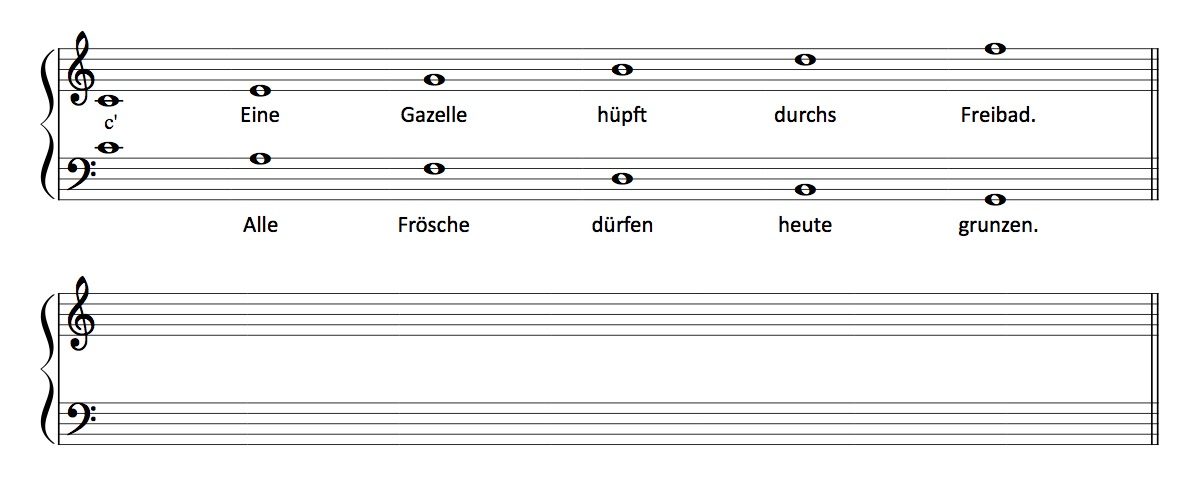 c'
Eine Gazelle hüpft durchs Freibad.
Alle Frösche dürfen heute grunzen.